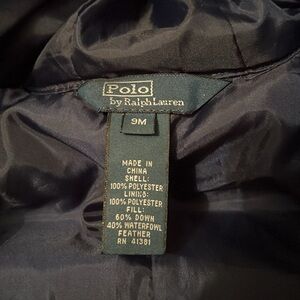 Polo
by Ralph Lauren
9M
MADE IN
CHINA
SHELL:
100% POLYESTER
LINING:
100% POLYESTER
FILL:
60% DOWN
40% WATERFOWL
FEATHER
RN 41381